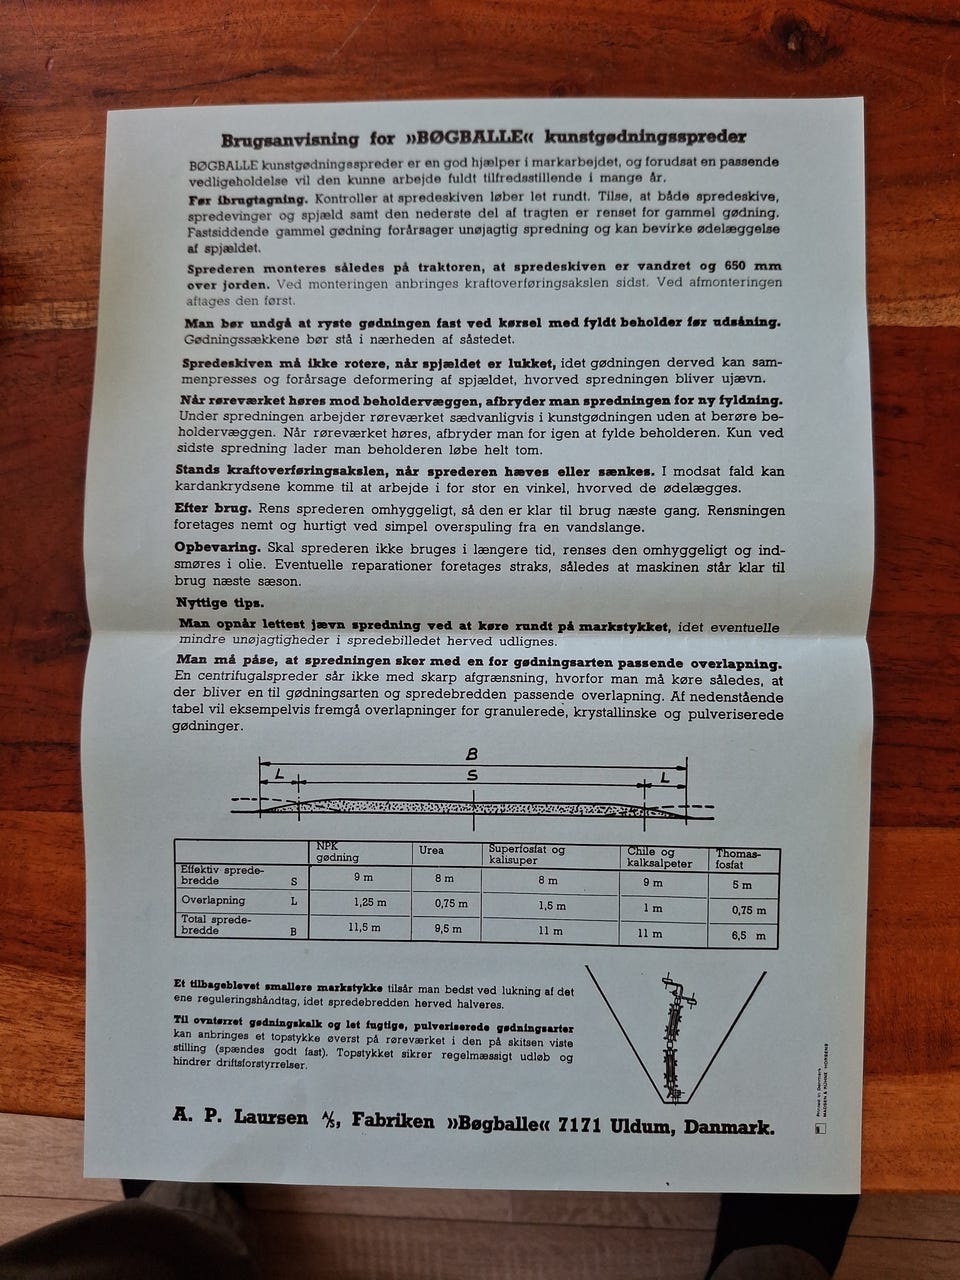 Brugsanvisning for »BØGBALLE« kunstgødningsspreder
BØGBALLE kunstgødningsspreder er en god hjælper i markarbejdet, og forudsat en passende
vedligeholdelse vil den kunne arbejde fuldt tilfredsstillende i mange år.
Før ibrugtagning. Kontroller at spredeskiven løber let rundt. Tilse, at både spredeskive,
spredevinger og spjæld samt den nederste del af tragten er renset for gammel gødning.
Fastsiddende gammel gødning forårsager unøjagtig spredning og kan bevirke ødelæggelse
af spjældet.
Sprederen monteres således på traktoren, at spredeskiven er vandret og 650 mm
over jorden. Ved monteringen anbringes kraftoverføringsakslen sidst. Ved afmonteringen
aftages den først.
Man bør undgå at ryste gødningen fast ved kørsel med fyldt beholder før udsåning.
Gødningssækkene bør stå i nærheden af såstedet.
Spredeskiven må ikke rotere, når spjældet er lukket, idet gødningen derved kan sam-
menpresses og forårsage deformering af spjældet, hvorved spredningen bliver ujævn.
Når røreværket høres mod beholdervæggen, afbryder man spredningen for ny fyldning.
Under spredningen arbejder røreværket sædvanligvis i kunstgødningen uden at berøre be-
holdervæggen. Når røreværket høres, afbryder man for igen at fylde beholderen. Kun ved
sidste spredning lader man beholderen løbe helt tom.
Stands kraftoverføringsakslen, når sprederen hæves eller sænkes. I modsat fald kan
kardankrydsene komme til at arbejde i for stor en vinkel, hvorved de ødelægges.
Efter brug. Rens sprederen omhyggeligt, så den er klar til brug næste gang. Rensningen
foretages nemt og hurtigt ved simpel overspuling fra en vandslange.
Opbevaring. Skal sprederen ikke bruges i længere tid, renses den omhyggeligt og ind-
smøres i olie. Eventuelle reparationer foretages straks, således at maskinen står klar til
brug næste sæson.
Nyttige tips.
Man opnår lettest jævn spredning ved at køre rundt på markstykket, idet eventuelle
mindre unøjagtigheder i spredebilledet herved udlignes.
Man må påse, at spredningen sker med en for gødningsarten passende overlapning.
En centrifugalspreder sår ikke med skarp afgrænsning, hvorfor man må køre således, at
der bliver en til gødningsarten og spredebredden passende overlapning. Af nedenstående
tabel vil eksempelvis fremgå overlapninger for granulerede, krystallinske og pulveriserede
gødninger.
B
L S L
NPK gødning Urea Superfosfat og kalisuper Chile og kalksalpeter Thomas-fosfat
Effektiv sprede-bredde S 9 m 8 m 8 m 9 m 5 m
Overlapning L 1,25 m 0,75 m 1,5 m 1 m 0,75 m
Total sprede-bredde B 11,5 m 9,5 m 11 m 11 m 6,5 m
Et tilbageblevet smallere markstykke tilsår man bedst ved lukning af det
ene reguleringshåndtag, idet spredebredden herved halveres.
Til ovntørret gødningskalk og let fugtige, pulveriserede gødningsarter
kan anbringes et topstykke øverst på røreværket i den på skitsen viste
stilling (spændes godt fast). Topstykket sikrer regelmæssigt udløb og
hindrer driftsforstyrrelser.
A. P. Laursen A/S, Fabriken »Bøgballe« 7171 Uldum, Danmark.
Printed in Denmark
MADSEN & KÜHNE HORSENS